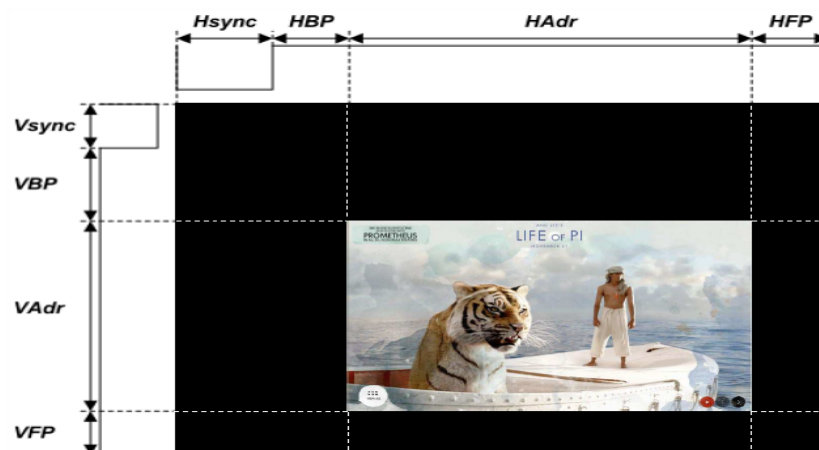 Hsync HBP HAdr HFP
Vsync
VBP
VAdr
VFP
PROMETHEUS
LIFE OF PI